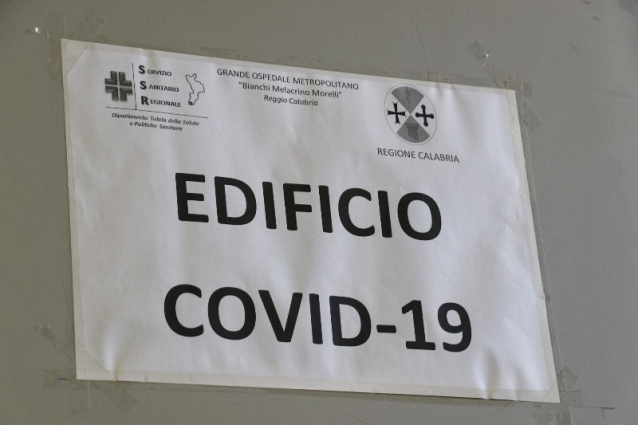 SERVIZIO
SANITARIO
REGIONALE
Dipartimento Tutela della Salute
e Politiche Sanitarie
GRANDE OSPEDALE METROPOLITANO
"Bianchi Melacrino Morelli"
Reggio Calabria
REGIONE CALABRIA
EDIFICIO
COVID-19